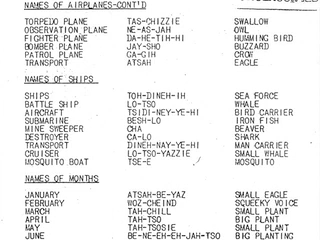 NAMES OF AIRPLANES-CONT'D
TORPEDO PLANE TAS-CHIZZIE SWALLOW
OBSERVATION PLANE NE-AS-JAH OWL
FIGHTER PLANE DA-HE-TIH-HI HUMMING BIRD
BOMBER PLANE JAY-SHO BUZZARD
PATROL PLANE CA-GIH CROW
TRANSPORT ATSAH EAGLE
NAMES OF SHIPS
SHIPS TOH-DINEH-IH SEA FORCE
BATTLE SHIP LO-TSO WHALE
AIRCRAFT TSIDI-NEY-YE-HI BIRD CARRIER
SUBMARINE BESH-LO IRON FISH
MINE SWEEPER CHA BEAVER
DESTROYER CA-LO SHARK
TRANSPORT DINEH-NAY-YE-HI MAN CARRIER
CRUISER LO-TSO-YAZZIE SMALL WHALE
MOSQUITO BOAT TSE-E MOSQUITO
NAMES OF MONTHS
JANUARY ATSAH-BE-YAZ SMALL EAGLE
FEBRUARY WOZ-CHEIND SQUEEKY VOICE
MARCH TAH-CHILL SMALL PLANT
APRIL TAH-TSO BIG PLANT
MAY TAH-TSOSIE SMALL PLANT
JUNE BE-NE-EH-EH-JAH-TSO BIG PLANTING